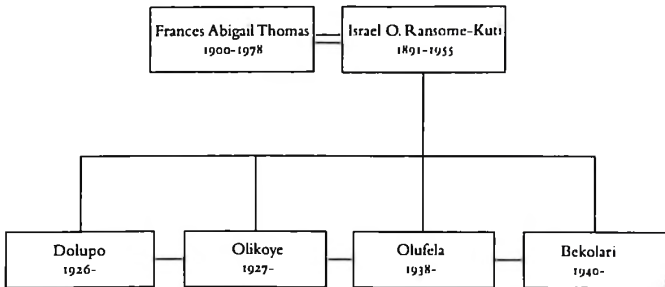 Frances Abigail Thomas
1900-1978
Israel O. Ransome-Kuti
1891-1955
Dolupo
1926-
Olikoye
1927-
Olufela
1938-
Bekolari
1940-